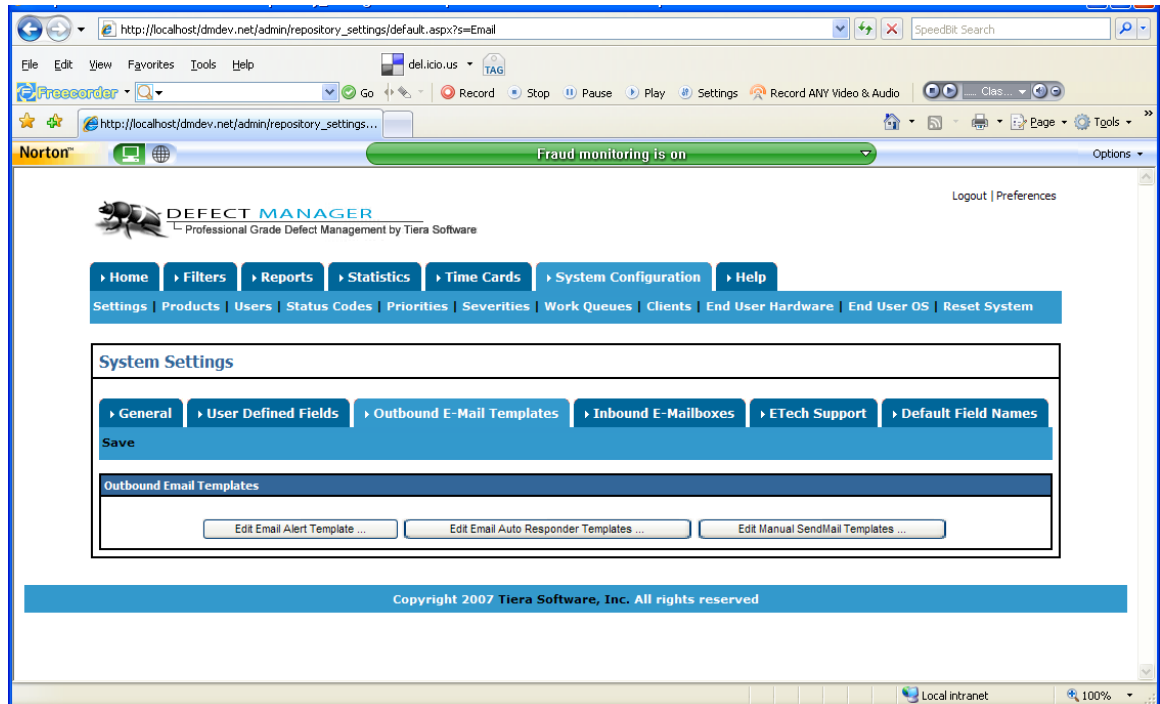 http://localhost/dmdev.net/admin/repository_settings/default.aspx?s=Email
SpeedBit Search
File Edit View Favorites Tools Help
del.icio.us
TAG
Freecorder
Go
Record Stop Pause Play Settings Record ANY Video & Audio
.... Clas...
http://localhost/dmdev.net/admin/repository_settings...
Page Tools
»
Norton™
Fraud monitoring is on
Options
Logout | Preferences
DEFECT MANAGER
Professional Grade Defect Management by Tiera Software
Home Filters Reports Statistics Time Cards System Configuration Help
Settings | Products | Users | Status Codes | Priorities | Severities | Work Queues | Clients | End User Hardware | End User OS | Reset System
System Settings
General User Defined Fields Outbound E-Mail Templates Inbound E-Mailboxes ETech Support Default Field Names
Save
Outbound Email Templates
Edit Email Alert Template ... Edit Email Auto Responder Templates ... Edit Manual SendMail Templates ...
Copyright 2007 Tiera Software, Inc. All rights reserved
Local intranet 100%